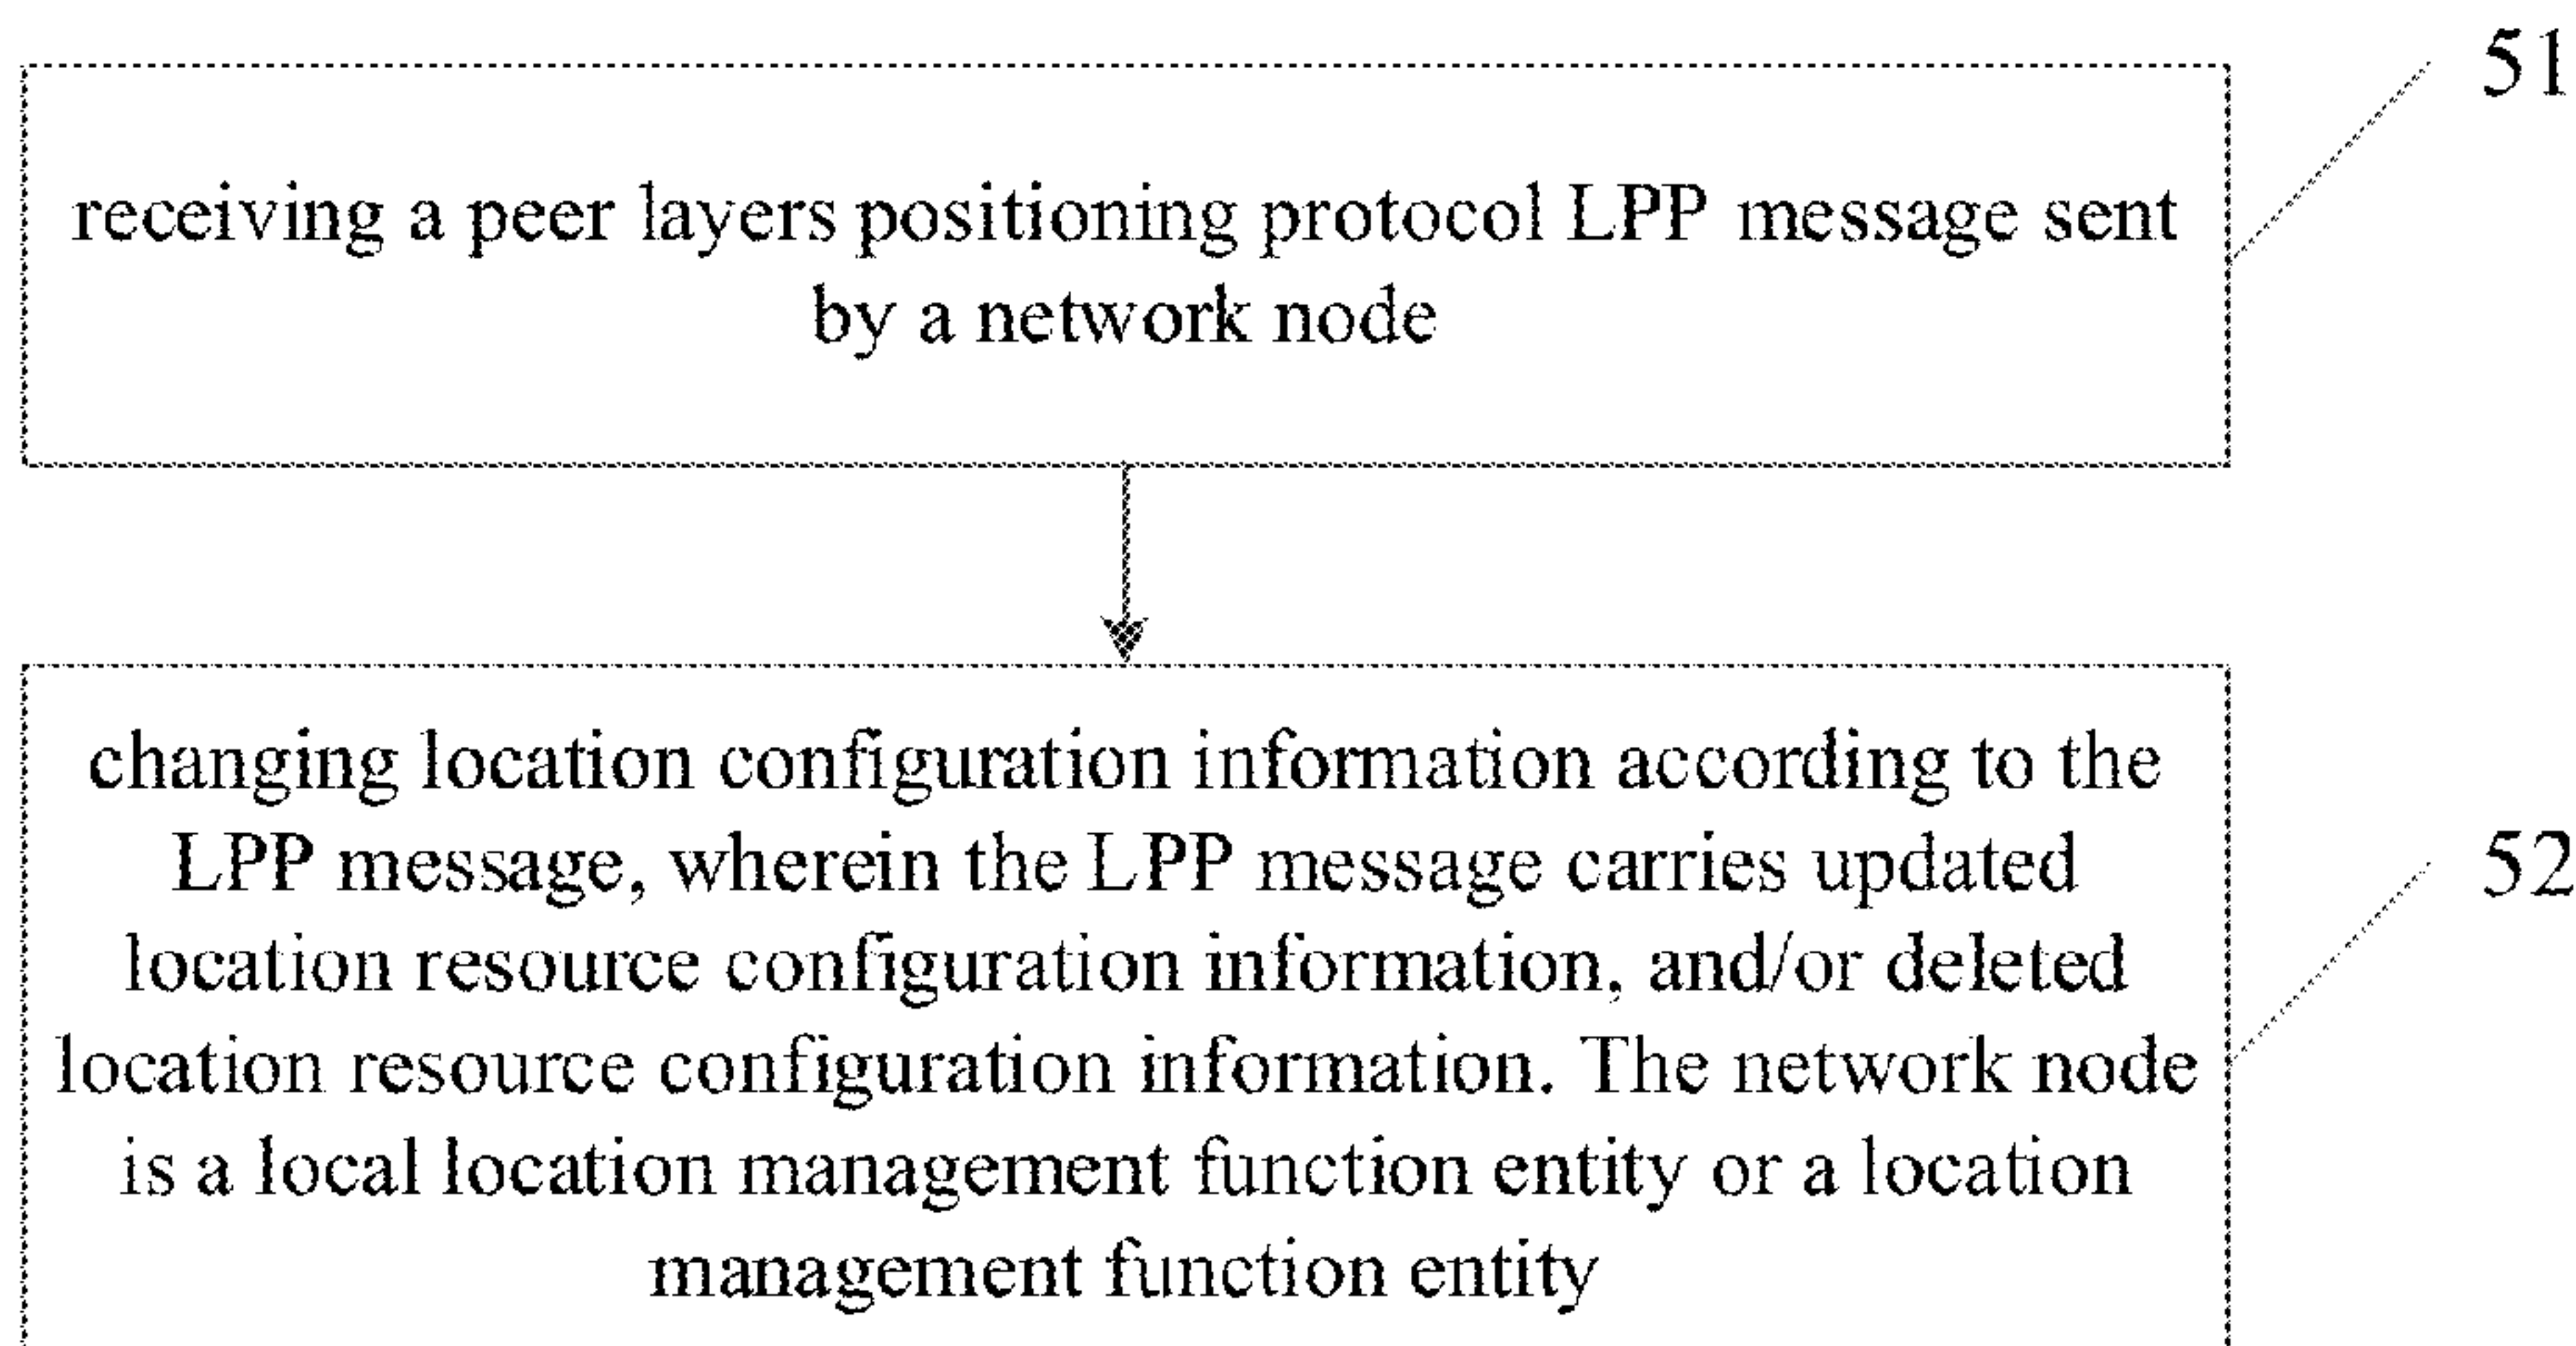 51
receiving a peer layers positioning protocol LPP message sent
by a network node
changing location configuration information according to the
LPP message, wherein the LPP message carries updated
location resource configuration information, and/or deleted
location resource configuration information. The network node
is a local location management function entity or a location
management function entity
52